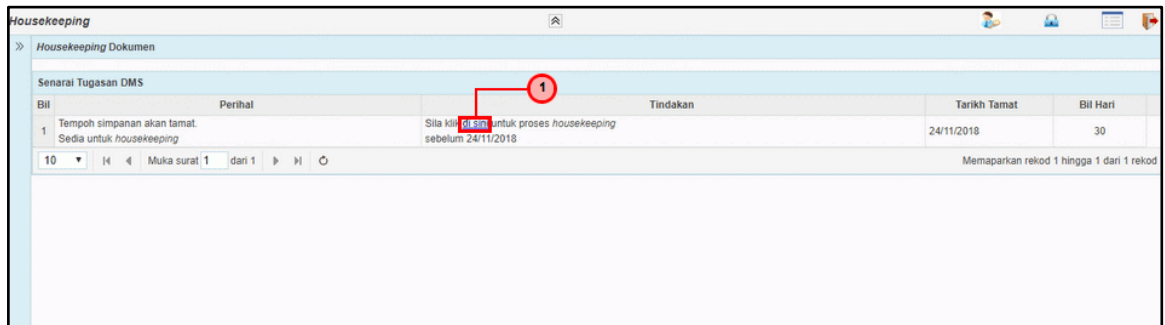 Housekeeping
Housekeeping Dokumen
Senarai Tugasan DMS
1
Bil Perihal Tindakan Tarikh Tamat Bil Hari
1 Tempoh simpanan akan tamat. Sila klik di sini untuk proses housekeeping 24/11/2018 30
Sedia untuk housekeeping sebelum 24/11/2018
10 Muka surat 1 dari 1 Memaparkan rekod 1 hingga 1 dari 1 rekod